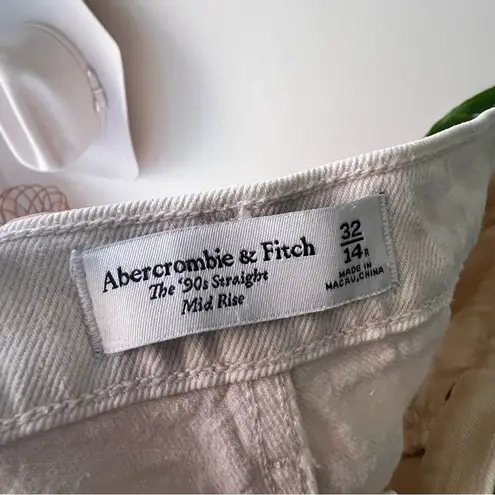 Abercrombie & Fitch
The '90s Straight
Mid Rise
32
14R
MADE IN
MACAU, CHINA